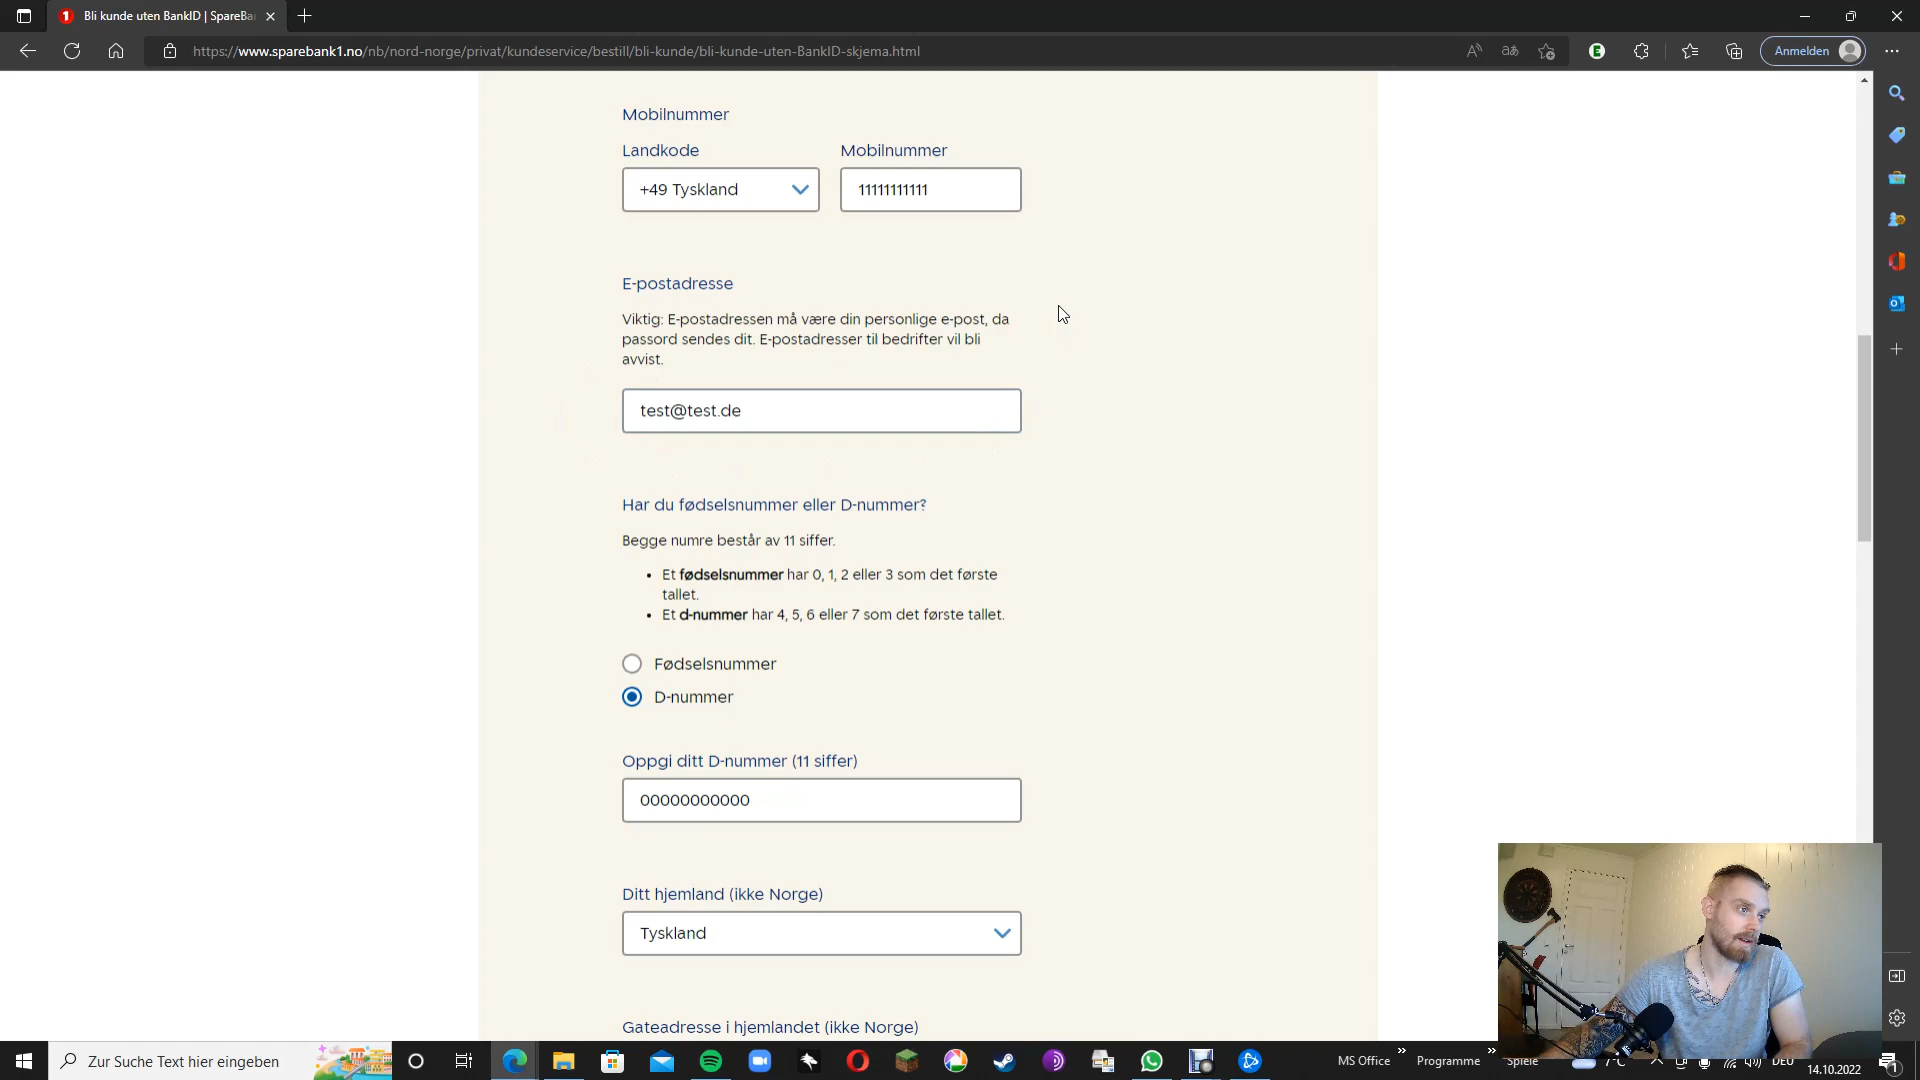 Bli kunde uten BankID | SpareBa
https://www.sparebank1.no/nb/nord-norge/privat/kundeservice/bestill/bli-kunde/bli-kunde-uten-BankID-skjema.html
Anmelden
Mobilnummer
Landkode
Mobilnummer
+49 Tyskland
11111111111
E-postadresse
Viktig: E-postadressen må være din personlige e-post, da
passord sendes dit. E-postadresser til bedrifter vil bli
avvist.
test@test.de
Har du fødselsnummer eller D-nummer?
Begge numre består av 11 siffer.
• Et fødselsnummer har 0, 1, 2 eller 3 som det første
tallet.
• Et d-nummer har 4, 5, 6 eller 7 som det første tallet.
Fødselsnummer
D-nummer
Oppgi ditt D-nummer (11 siffer)
00000000000
Ditt hjemland (ikke Norge)
Tyskland
Gateadresse i hjemlandet (ikke Norge)
Zur Suche Text hier eingeben
MS Office
Programme
Spiele
DEU
14.10.2022